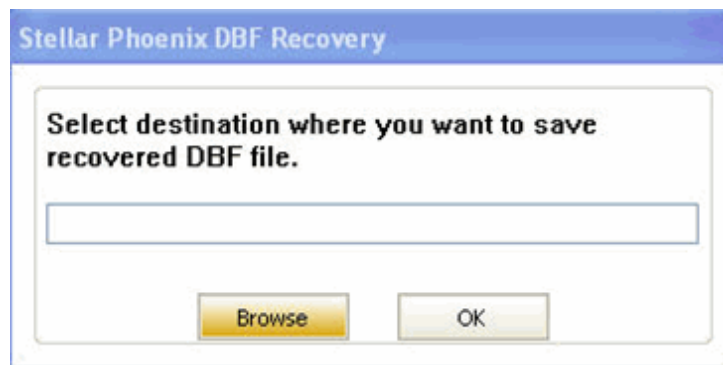 Stellar Phoenix DBF Recovery
Select destination where you want to save
recovered DBF file.
Browse
OK